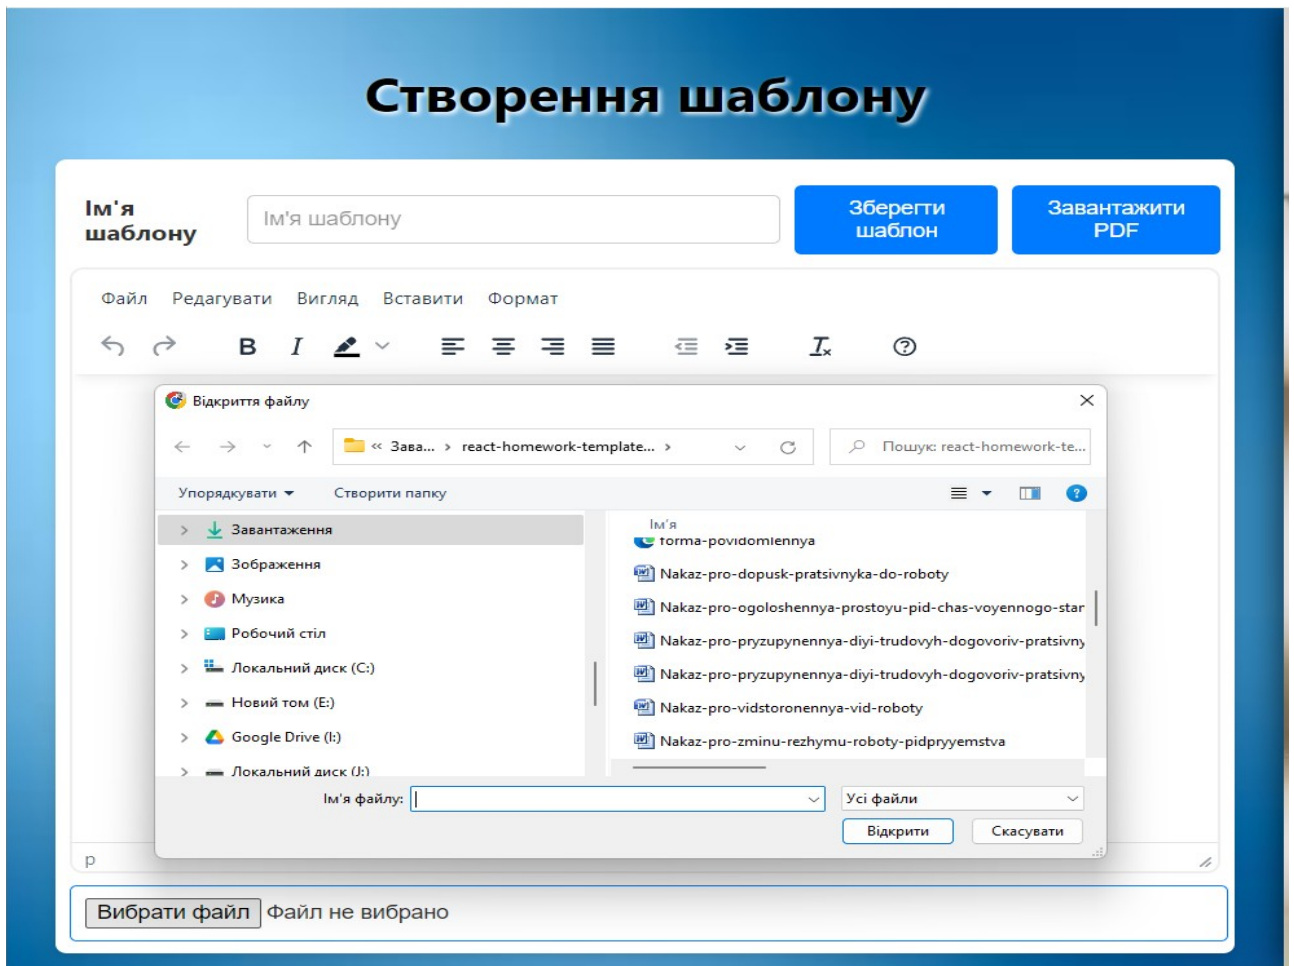 Створення шаблону
Ім'я
шаблону
Ім'я шаблону
Зберегти
шаблон
Завантажити
PDF
Файл Редагувати Вигляд Вставити Формат
B I
Відкриття файлу
« Зава... › react-homework-template... ›
Пошук: react-homework-te...
Упорядкувати
Створити папку
Завантаження
Зображення
Музика
Робочий стіл
Локальний диск (C:)
Новий том (E:)
Google Drive (I:)
Локальний диск (J:)
Ім'я
forma-povidomlennya
Nakaz-pro-dopusk-pratsivnyka-do-roboty
Nakaz-pro-ogoloshennya-prostoyu-pid-chas-voyennogo-star
Nakaz-pro-pryzupynennya-diyi-trudovyh-dogovoriv-pratsivny
Nakaz-pro-pryzupynennya-diyi-trudovyh-dogovoriv-pratsivny
Nakaz-pro-vidstoronennya-vid-roboty
Nakaz-pro-zminu-rezhymu-roboty-pidpryyemstva
Ім'я файлу:
Усі файли
Відкрити
Скасувати
p
Вибрати файл Файл не вибрано